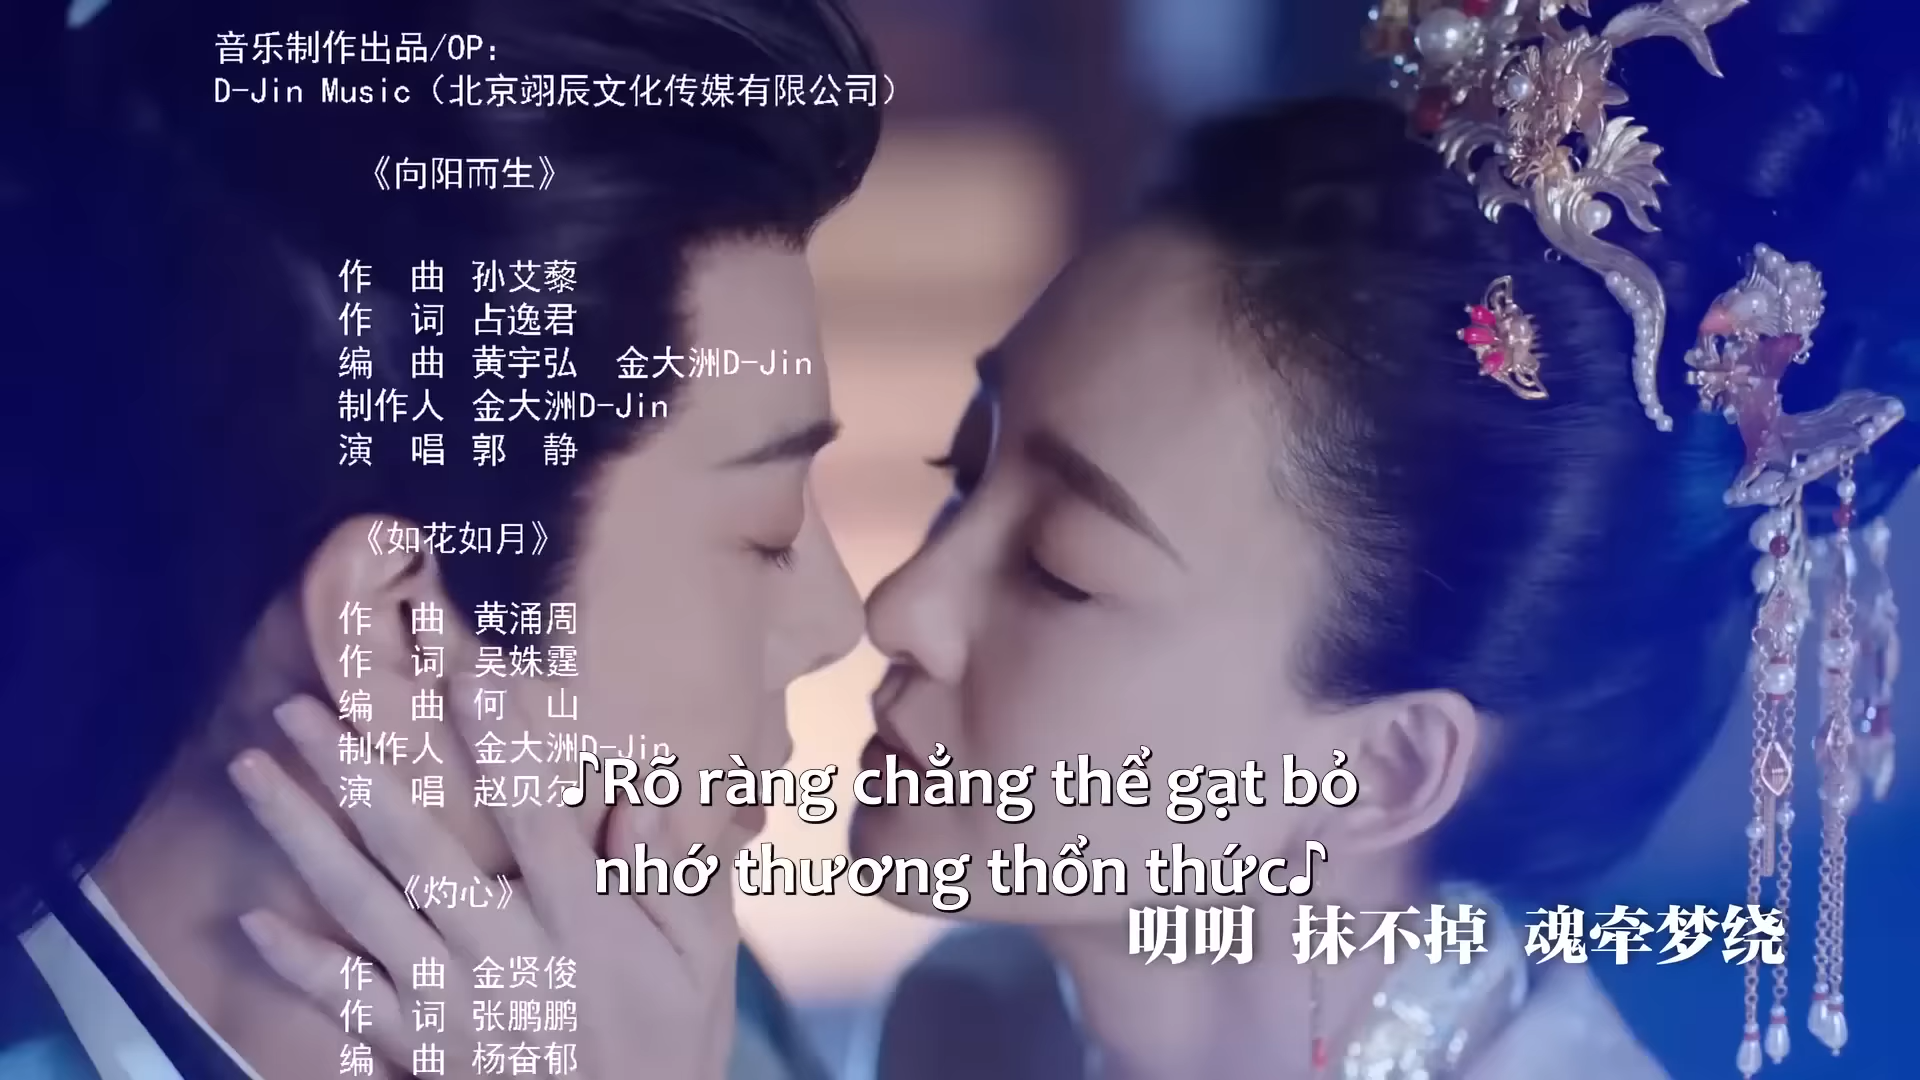 音乐制作出品/OP：
D-Jin Music（北京翊辰文化传媒有限公司）
《向阳而生》
作 曲 孙艾藜
作 词 占逸君
编 曲 黄宇弘 金大洲D-Jin
制作人 金大洲D-Jin
演 唱 郭 静
《如花如月》
作 曲 黄涌周
作 词 吴姝霆
编 曲 何 山
制作人 金大洲D-Jin
演 唱 赵贝尔
♪Rõ ràng chẳng thể gạt bỏ
nhớ thương thổn thức♪
明明 抹不掉 魂牵梦绕
《灼心》
作 曲 金贤俊
作 词 张鹏鹏
编 曲 杨奋郁